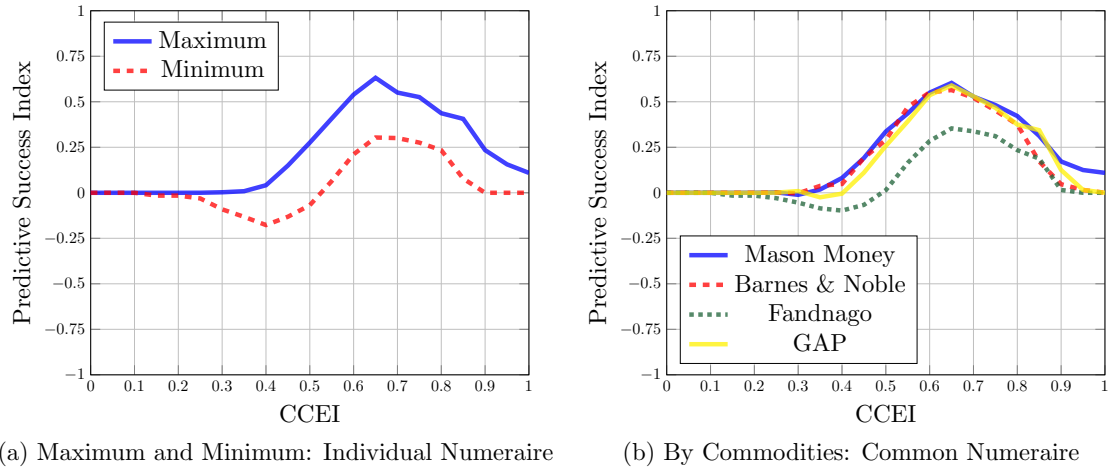 1
0.75
0.5
0.25
0
−0.25
−0.5
−0.75
−1
Predictive Success Index
Maximum
Minimum
0 0.1 0.2 0.3 0.4 0.5 0.6 0.7 0.8 0.9 1
CCEI
(a) Maximum and Minimum: Individual Numeraire
1
0.75
0.5
0.25
0
−0.25
−0.5
−0.75
−1
Predictive Success Index
Mason Money
Barnes & Noble
Fandnago
GAP
0 0.1 0.2 0.3 0.4 0.5 0.6 0.7 0.8 0.9 1
CCEI
(b) By Commodities: Common Numeraire